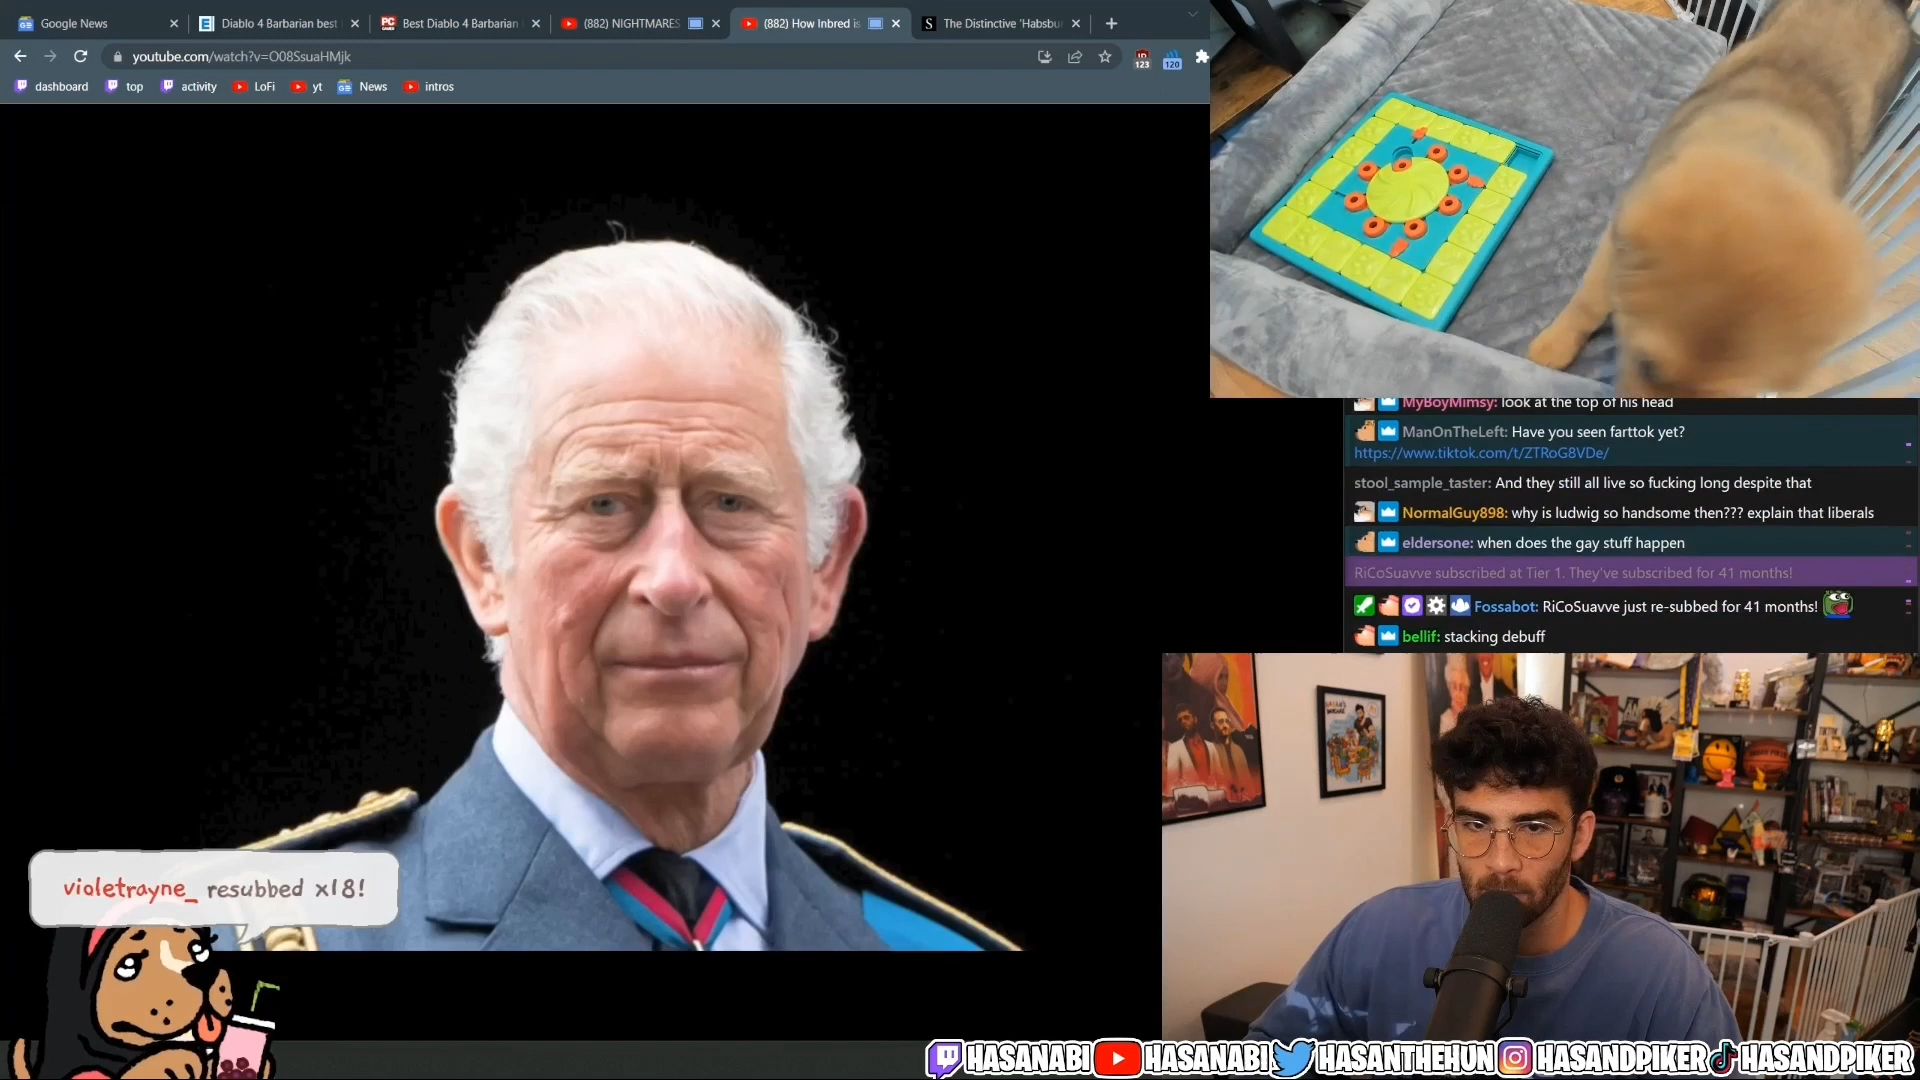 Google News
Diablo 4 Barbarian best
Best Diablo 4 Barbarian
(882) NIGHTMARES
(882) How Inbred is
The Distinctive 'Habsbu
youtube.com/watch?v=O08SsuaHMjk
123
120
dashboard
top
activity
LoFi
yt
News
intros
MyBoyMimsy: look at the top of his head
ManOnTheLeft: Have you seen farttok yet?
https://www.tiktok.com/t/ZTRoG8VDe/
stool_sample_taster: And they still all live so fucking long despite that
NormalGuy898: why is ludwig so handsome then??? explain that liberals
eldersone: when does the gay stuff happen
RiCoSuavve subscribed at Tier 1. They've subscribed for 41 months!
Fossabot: RiCoSuavve just re-subbed for 41 months!
bellif: stacking debuff
violetrayne_ resubbed x18!
HASANABI
HASANABI
HASANTHEHUN
HASANDPIKER
HASANDPIKER